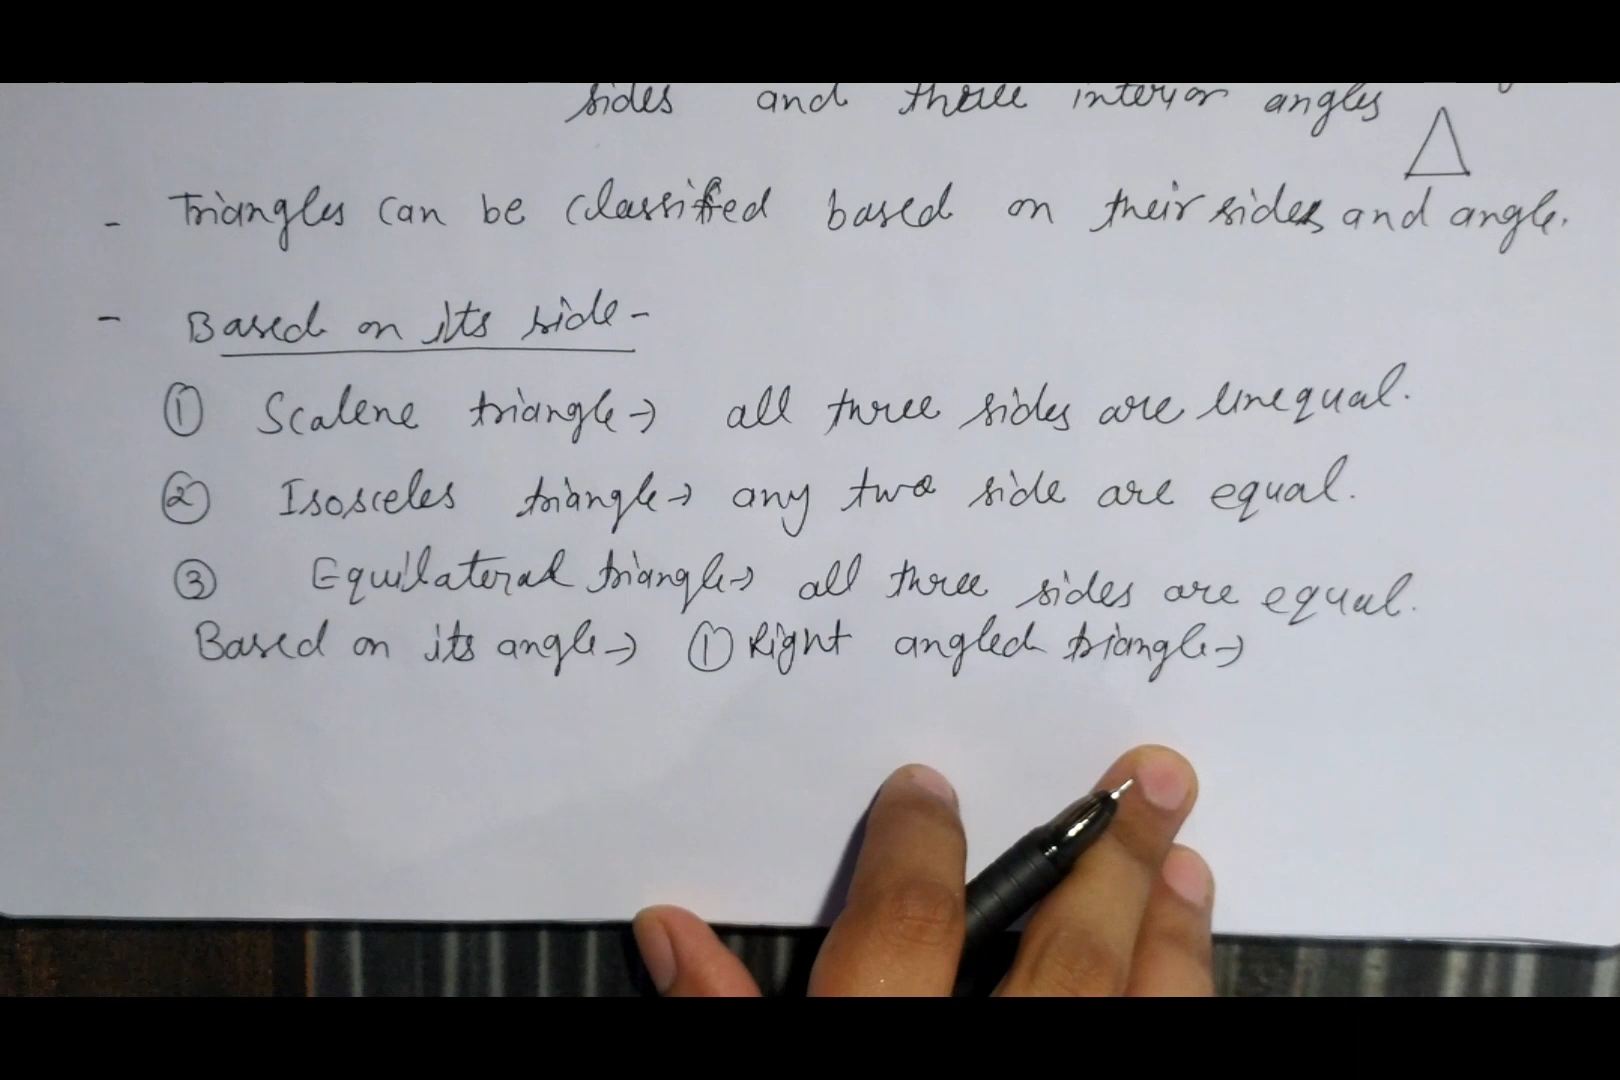 sides and three interior angles
- Triangles can be classified based on their sides and angle.
- Based on its side -
① Scalene triangle → all three sides are unequal.
② Isosceles triangle → any two side are equal.
③ Equilateral triangle → all three sides are equal.
Based on its angle → ① Right angled triangle →